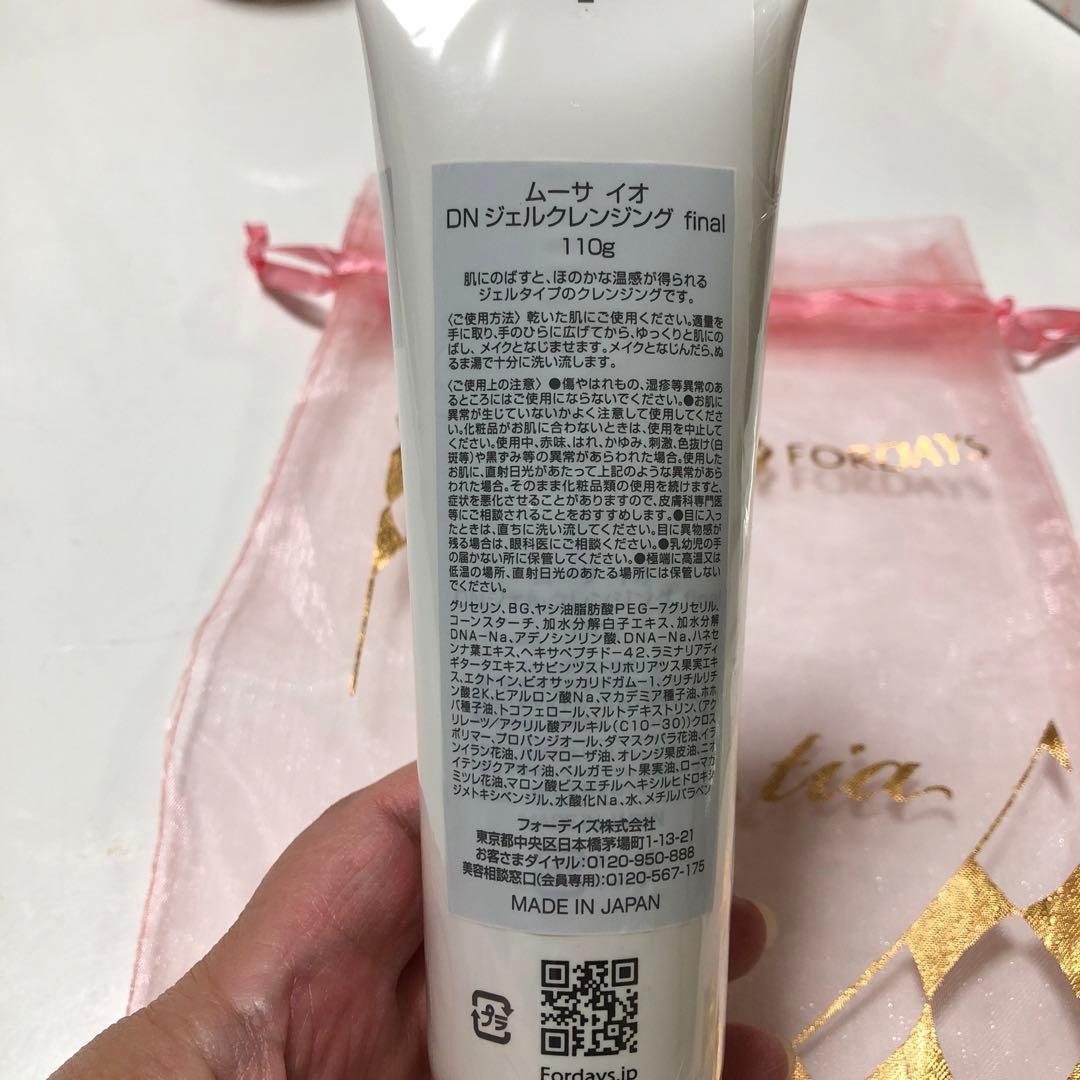 ムーサ イオ
DNジェルクレンジング final
110g
肌にのばすと、ほのかな温感が得られる
ジェルタイプのクレンジングです。
〈ご使用方法〉乾いた肌にご使用ください。適量を
手に取り、手のひらに広げてから、ゆっくりと肌にの
ばし、メイクとなじませます。メイクとなじんだら、ぬ
るま湯で十分に洗い流します。
〈ご使用上の注意〉●傷やはれもの、湿疹等異常のあ
るところにはご使用にならないでください。●お肌に
異常が生じていないかよく注意して使用してくださ
い。化粧品がお肌に合わないときは、使用を中止して
ください。使用中、赤味、はれ、かゆみ、刺激、色抜け(白
斑等)や黒ずみ等の異常があらわれた場合。使用した
お肌に、直射日光があたって上記のような異常があら
われた場合。そのまま化粧品類の使用を続けますと、
症状を悪化させることがありますので、皮膚科専門医
等にご相談されることをおすすめします。●目に入っ
たときは、直ちに洗い流してください。目に異物感が
残る場合は、眼科医にご相談ください。●乳幼児の手
の届かない所に保管してください。●極端に高温又は
低温の場所、直射日光のあたる場所には保管しない
でください。
グリセリン、BG、ヤシ油脂肪酸PEG-7グリセリル、
コーンスターチ、加水分解白子エキス、加水分解
DNA-Na、アデノシンリン酸、DNA-Na、ハネセ
ンナ葉エキス、ヘキサペプチド-42、ラミナリアディ
ギタータエキス、サピンヅストリホリアツス果実エキ
ス、エクトイン、ビオサッカリドガム-1、グリチルリチ
ン酸2K、ヒアルロン酸Na、マカデミア種子油、ホホ
バ種子油、トコフェロール、マルトデキストリン、(アク
リレーツ/アクリル酸アルキル(C10-30))クロス
ポリマー、プロパンジオール、ダマスクバラ花油、イラ
ンイラン花油、パルマローザ油、オレンジ果皮油、ニオ
イテンジクアオイ油、ベルガモット果実油、ローマカ
ミツレ花油、マロン酸ビスエチルヘキシルヒドロキシ
ジメトキシベンジル、水酸化Na、水、メチルパラベン
フォーデイズ株式会社
東京都中央区日本橋茅場町1-13-21
お客さまダイヤル:0120-950-888
美容相談窓口(会員専用):0120-567-175
MADE IN JAPAN
プラ
Fordays.jp
FORDAYS
FORDAYS
tia